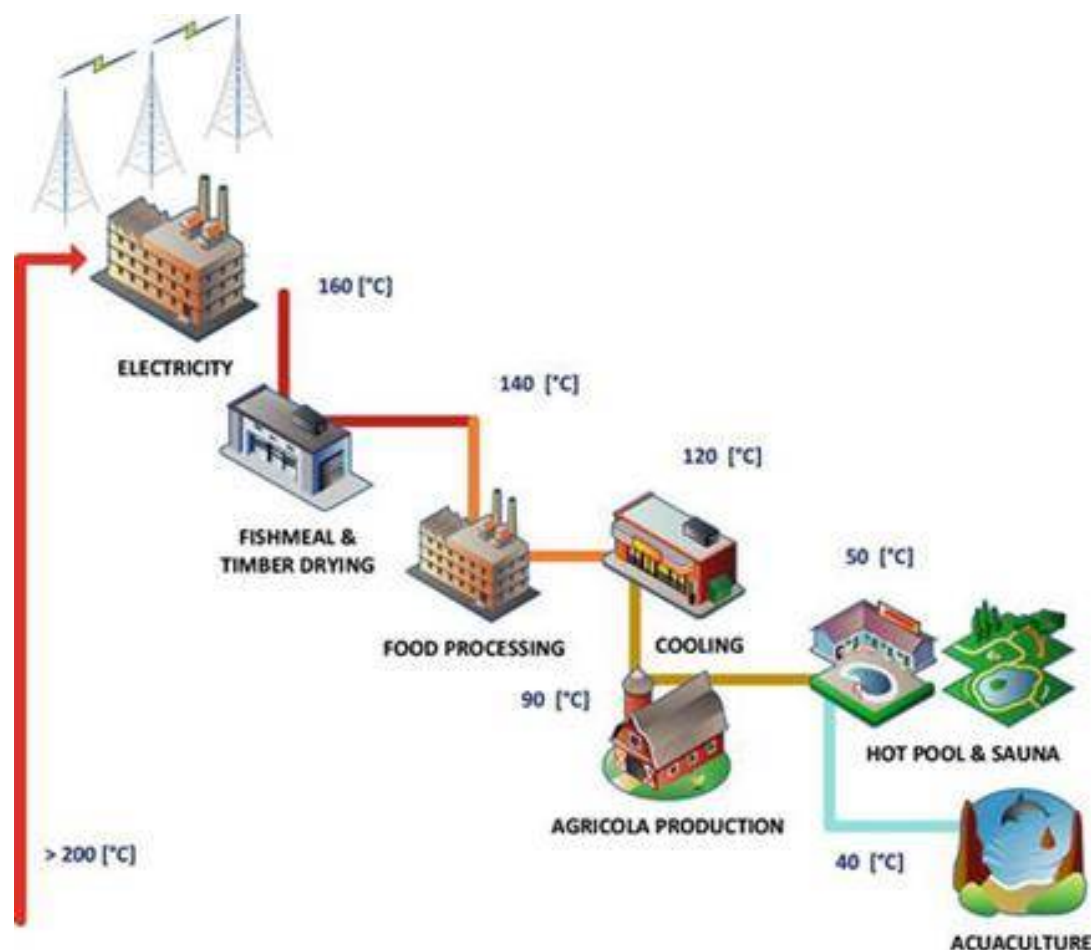 160 [°C]
ELECTRICITY
140 [°C]
120 [°C]
FISHMEAL &
TIMBER DRYING
50 [°C]
FOOD PROCESSING
COOLING
90 [°C]
HOT POOL & SAUNA
AGRICOLA PRODUCTION
> 200 [°C]
40 [°C]
ACUACULTURE